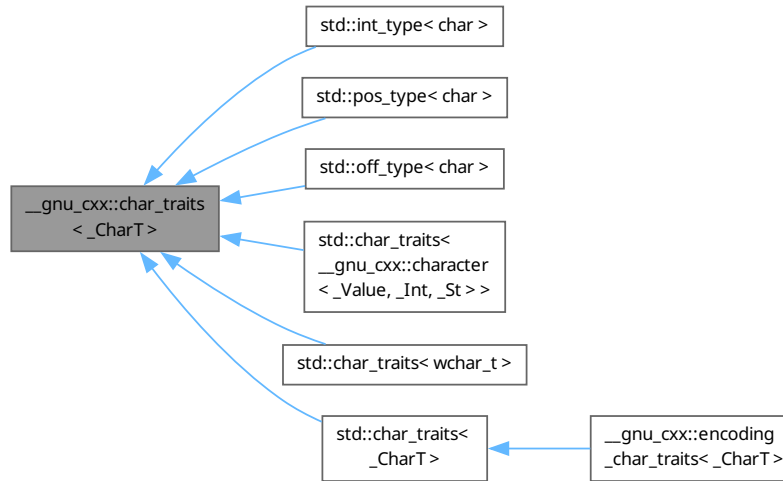 std::int_type< char >
std::pos_type< char >
std::off_type< char >
__gnu_cxx::char_traits
< _CharT >
std::char_traits<
__gnu_cxx::character
< _Value, _Int, _St > >
std::char_traits< wchar_t >
std::char_traits<
_CharT >
__gnu_cxx::encoding
_char_traits< _CharT >